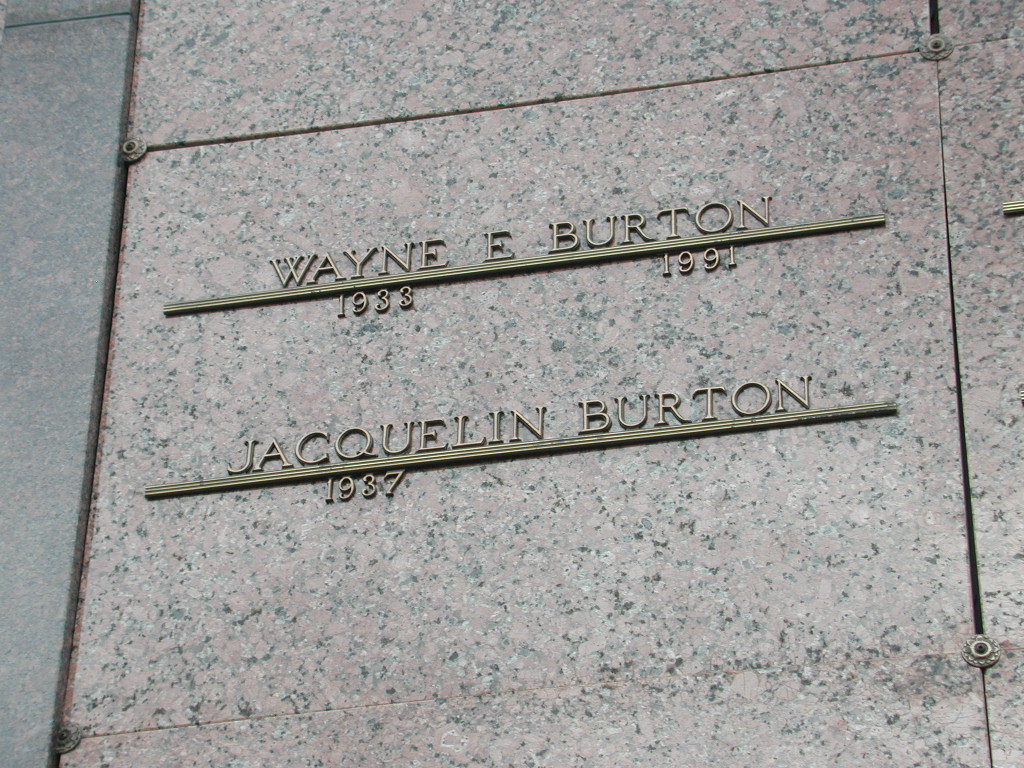 WAYNE E BURTON
1933 1991
JACQUELIN BURTON
1937